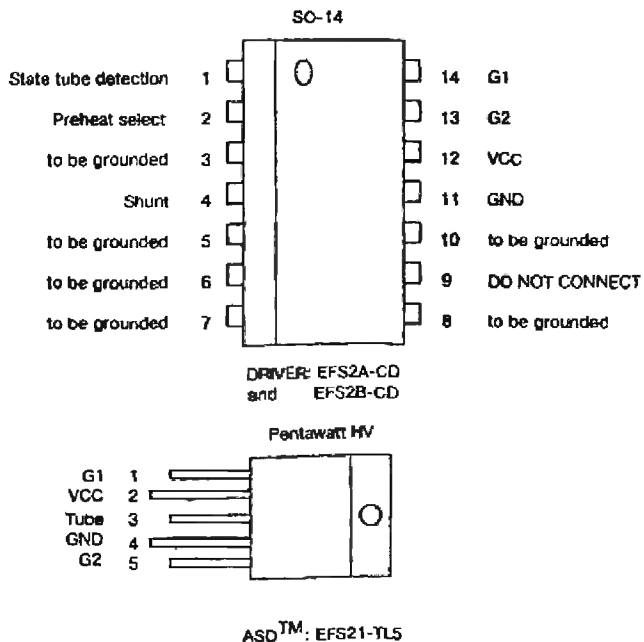 SO-14
State tube detection 1 14 G1
Preheat select 2 13 G2
to be grounded 3 12 VCC
Shunt 4 11 GND
to be grounded 5 10 to be grounded
to be grounded 6 9 DO NOT CONNECT
to be grounded 7 8 to be grounded
DRIVER: EFS2A-CD
and EFS2B-CD
Pentawatt HV
G1 1
VCC 2
Tube 3
GND 4
G2 5
ASD™: EFS21-TL5